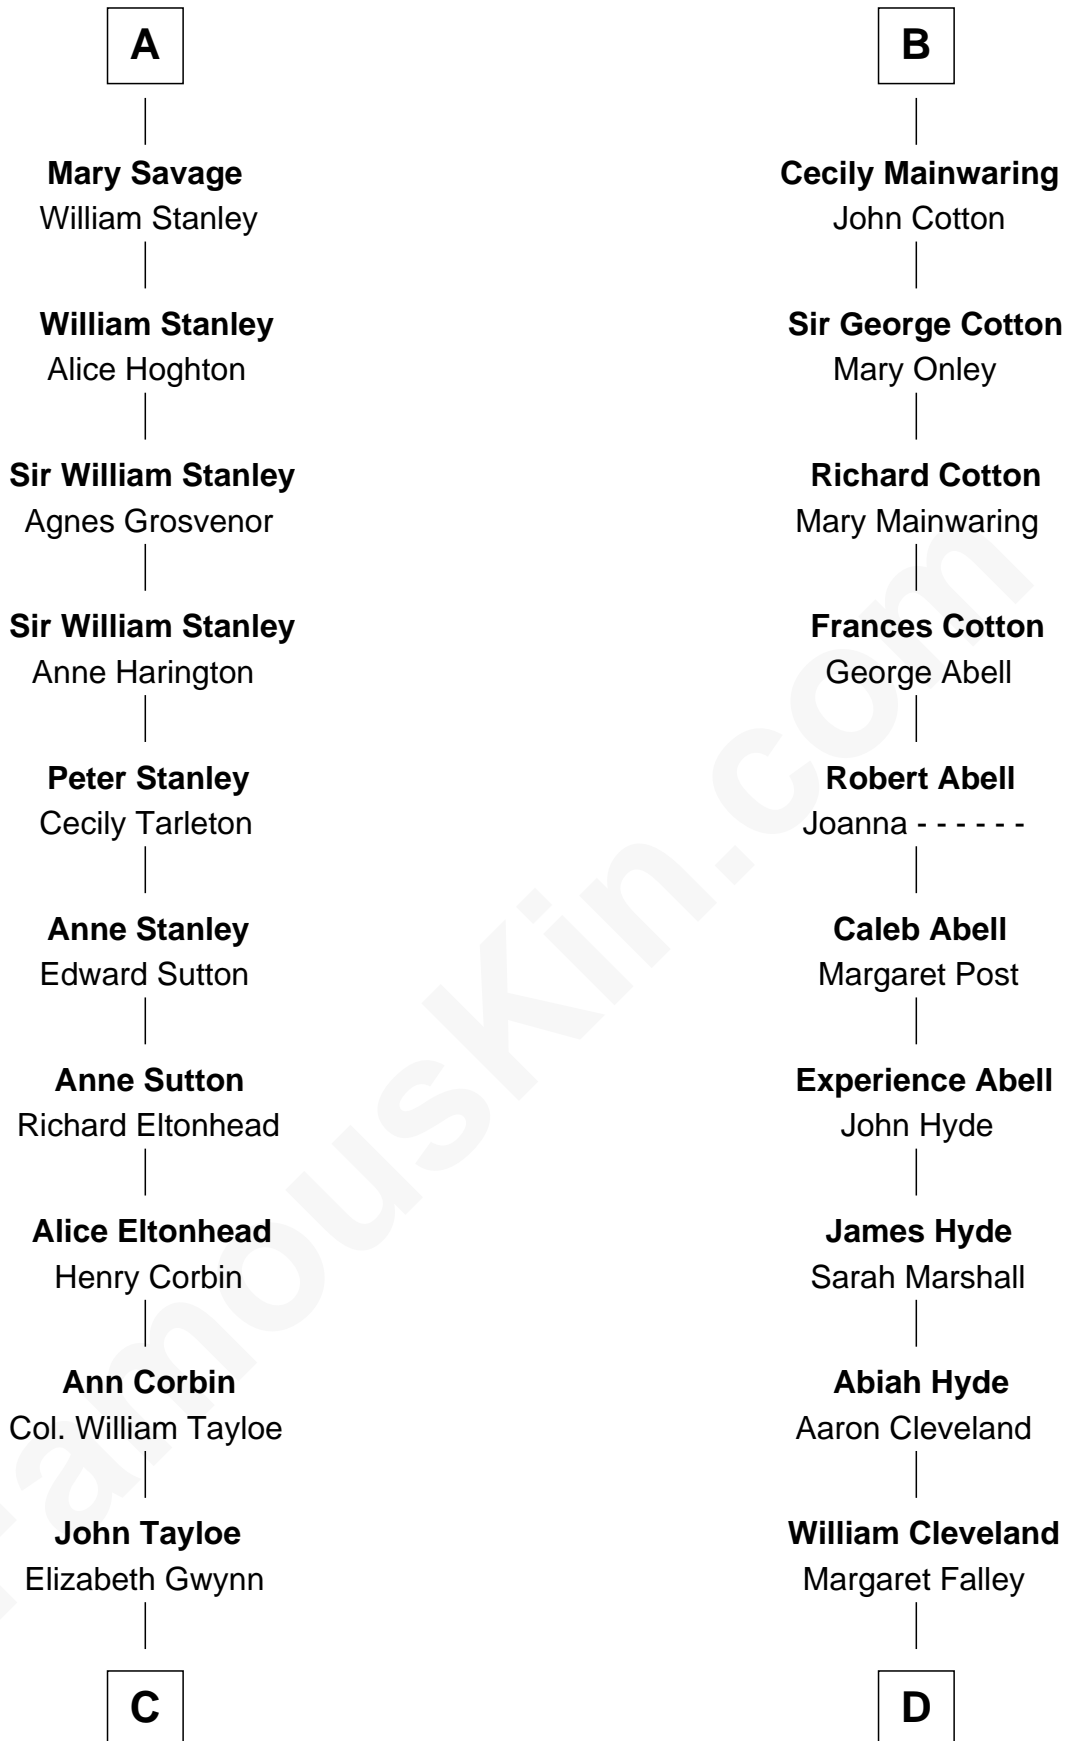 A
Mary Savage
William Stanley
William Stanley
Alice Hoghton
Sir William Stanley
Agnes Grosvenor
Sir William Stanley
Anne Harington
Peter Stanley
Cecily Tarleton
Anne Stanley
Edward Sutton
Anne Sutton
Richard Eltonhead
Alice Eltonhead
Henry Corbin
Ann Corbin
Col. William Tayloe
John Tayloe
Elizabeth Gwynn
C
B
Cecily Mainwaring
John Cotton
Sir George Cotton
Mary Onley
Richard Cotton
Mary Mainwaring
Frances Cotton
George Abell
Robert Abell
Joanna - - - - - -
Caleb Abell
Margaret Post
Experience Abell
John Hyde
James Hyde
Sarah Marshall
Abiah Hyde
Aaron Cleveland
William Cleveland
Margaret Falley
D
FamousKin.com